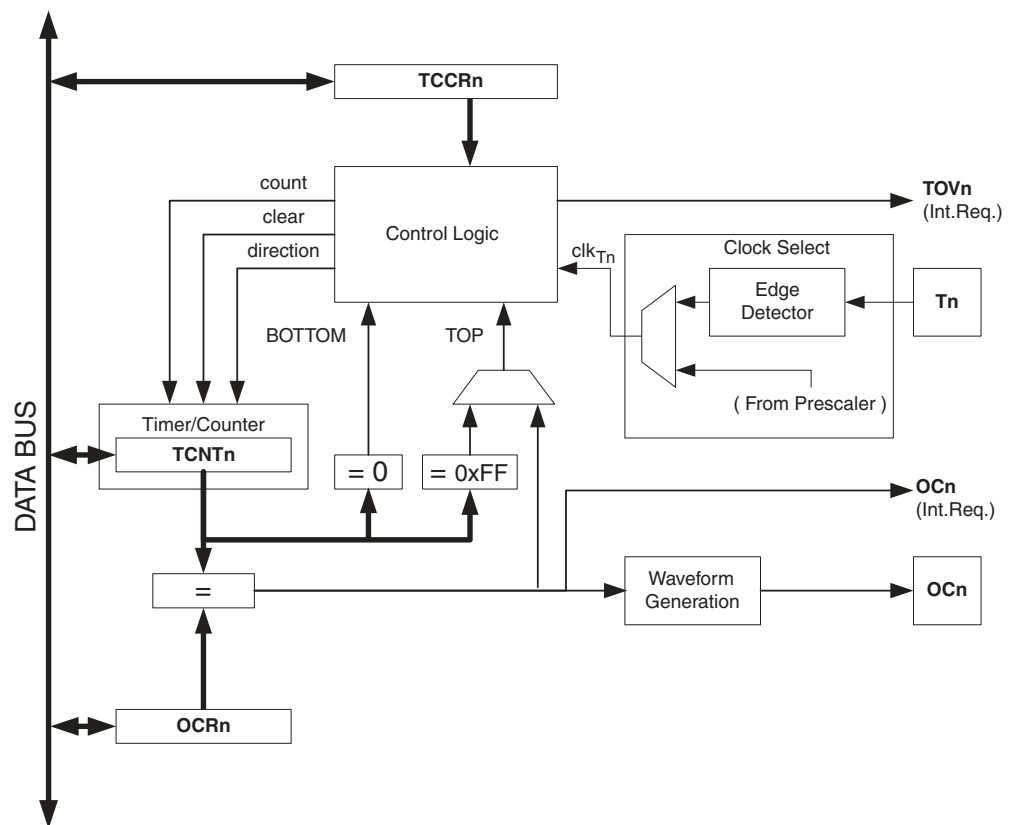 TCCRn
count
clear
direction
Control Logic
TOVn
(Int.Req.)
clkTn
Clock Select
Edge
Detector
Tn
( From Prescaler )
BOTTOM
TOP
DATA BUS
Timer/Counter
TCNTn
= 0
= 0xFF
OCn
(Int.Req.)
=
Waveform
Generation
OCn
OCRn